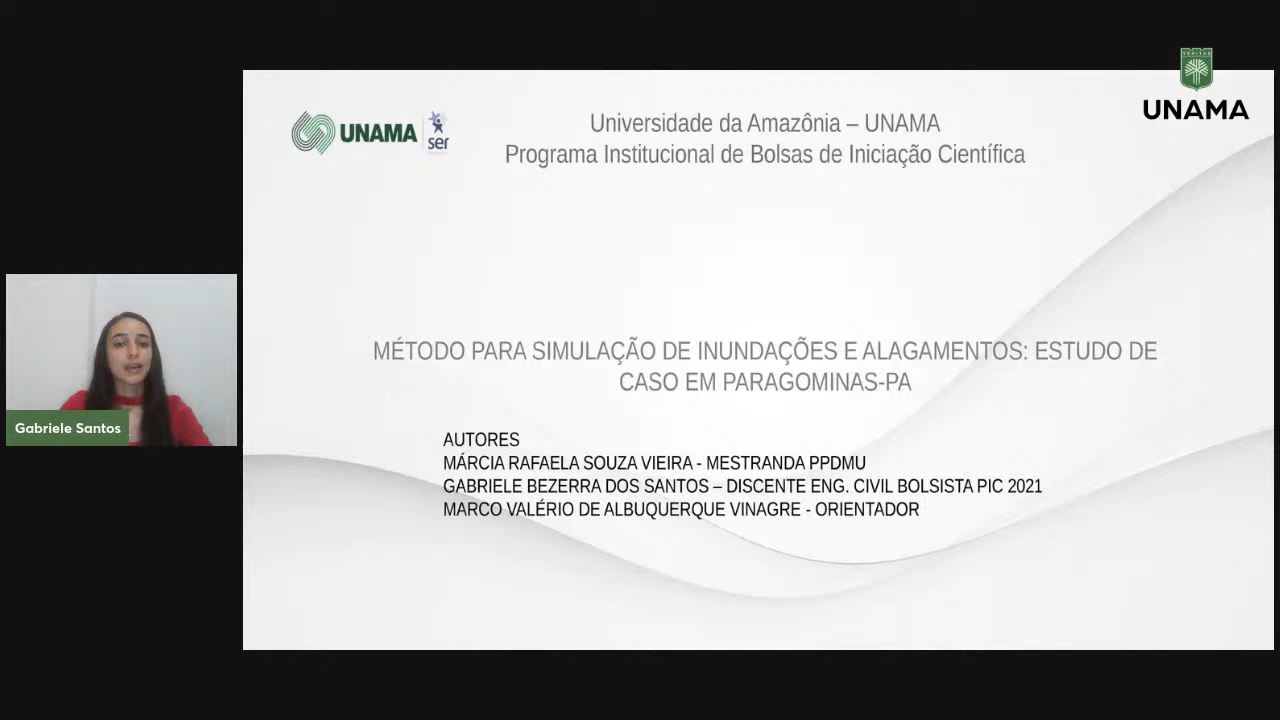 VERITAS
UNAMA
UNAMA
ser
Universidade da Amazônia – UNAMA
Programa Institucional de Bolsas de Iniciação Científica
MÉTODO PARA SIMULAÇÃO DE INUNDAÇÕES E ALAGAMENTOS: ESTUDO DE
CASO EM PARAGOMINAS-PA
AUTORES
MÁRCIA RAFAELA SOUZA VIEIRA - MESTRANDA PPDMU
GABRIELE BEZERRA DOS SANTOS – DISCENTE ENG. CIVIL BOLSISTA PIC 2021
MARCO VALÉRIO DE ALBUQUERQUE VINAGRE - ORIENTADOR
Gabriele Santos